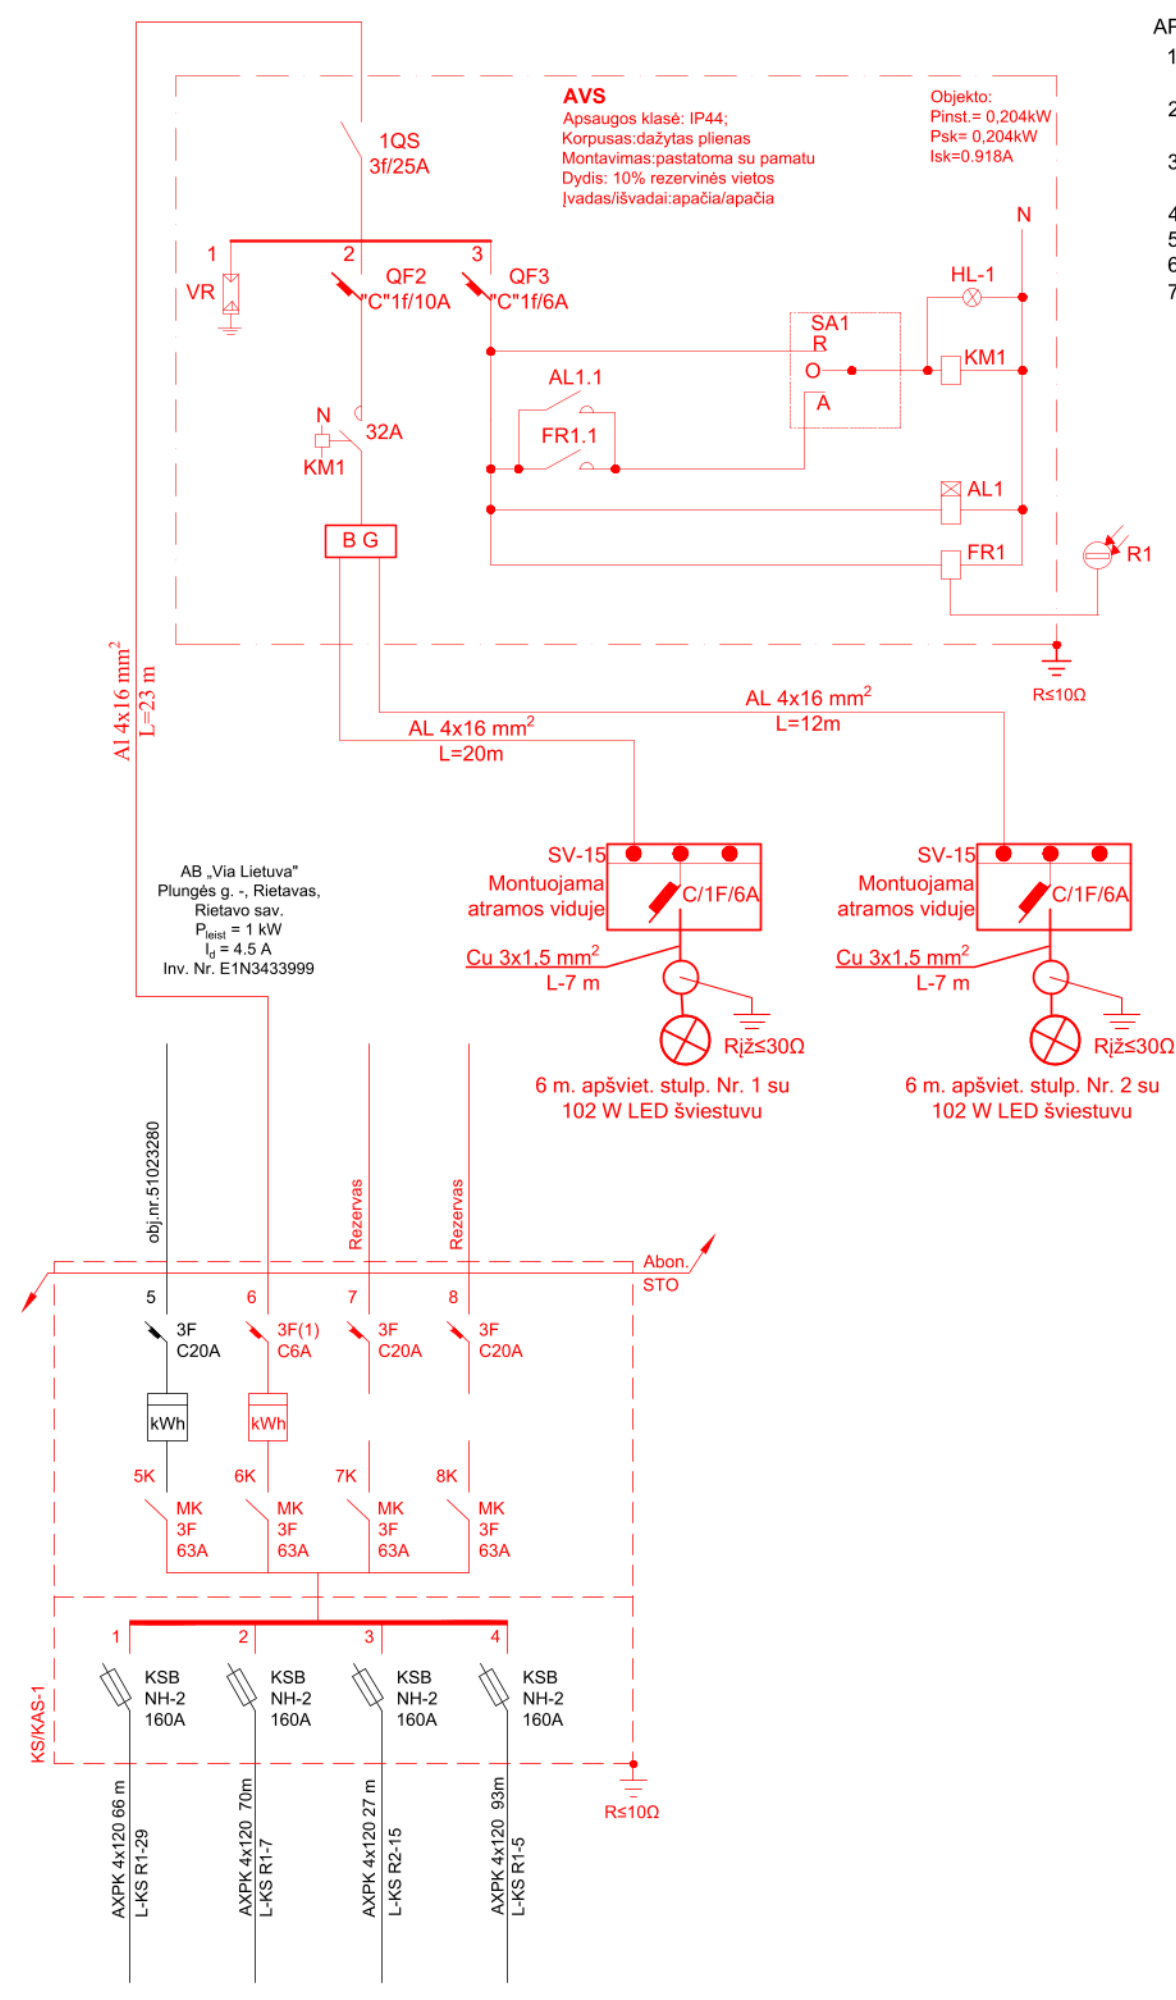 AVS
Apsaugos klasė: IP44;
Korpusas:dažytas plienas
Montavimas:pastatoma su pamatu
Dydis: 10% rezervinės vietos
Įvadas/išvadai:apačia/apačia
Objekto:
Pinst.= 0,204kW
Psk= 0,204kW
Isk=0.918A
1
2
3
4
5
6
7
1QS
3f/25A
1
2
3
VR
QF2
"C"1f/10A
QF3
"C"1f/6A
N
HL-1
SA1
R
O
A
KM1
AL1.1
FR1.1
N
32A
KM1
AL1
FR1
R1
B G
R≤10Ω
Al 4x16 mm²
L=23 m
AL 4x16 mm²
L=20m
AL 4x16 mm²
L=12m
SV-15
Montuojama
atramos viduje
C/1F/6A
Cu 3x1,5 mm²
L-7 m
Rįž≤30Ω
6 m. apšviet. stulp. Nr. 1 su
102 W LED šviestuvu
SV-15
Montuojama
atramos viduje
C/1F/6A
Cu 3x1,5 mm²
L-7 m
Rįž≤30Ω
6 m. apšviet. stulp. Nr. 2 su
102 W LED šviestuvu
AB „Via Lietuva"
Plungės g. -, Rietavas,
Rietavo sav.
Pleist = 1 kW
Id = 4.5 A
Inv. Nr. E1N3433999
obj.nr.51023280
Rezervas
Rezervas
Abon.
STO
5
6
7
8
3F
C20A
3F(1)
C6A
3F
C20A
3F
C20A
kWh
kWh
5K
6K
7K
8K
MK
3F
63A
MK
3F
63A
MK
3F
63A
MK
3F
63A
1
2
3
4
KSB
NH-2
160A
KSB
NH-2
160A
KSB
NH-2
160A
KSB
NH-2
160A
KS/KAS-1
R≤10Ω
AXPK 4x120 66 m
L-KS R1-29
AXPK 4x120 70m
L-KS R1-7
AXPK 4x120 27 m
L-KS R2-15
AXPK 4x120 93m
L-KS R1-5